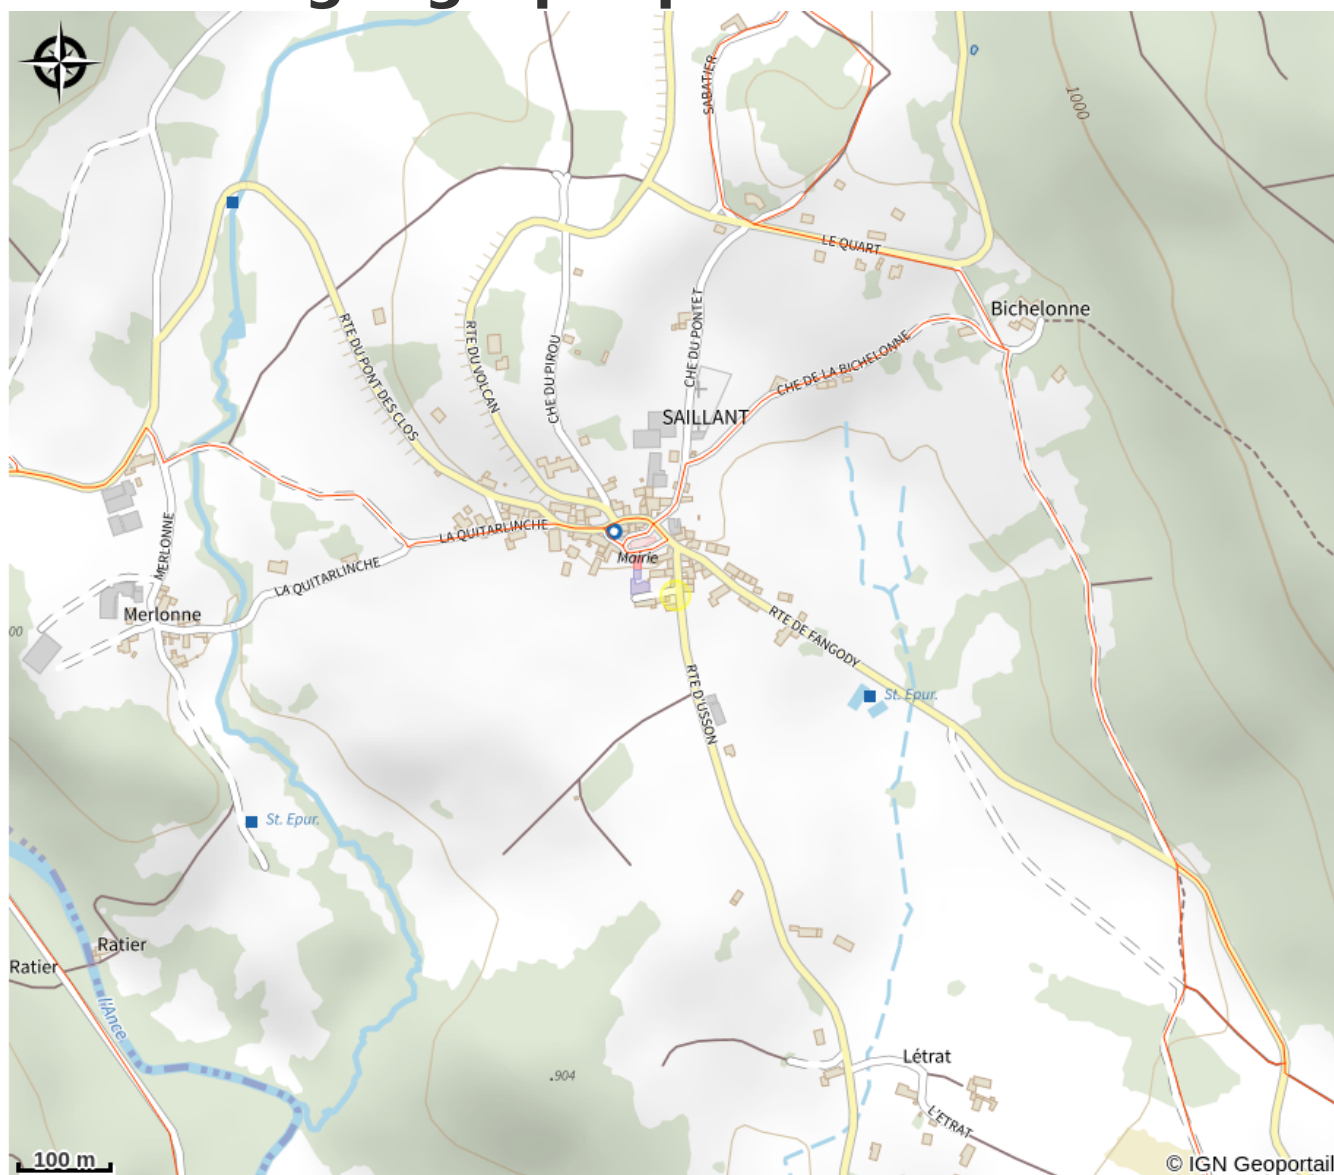 1000
SABATIER
LE QUART
Bichelonne
CHE DU PONTET
RTE DU PONT DES CLOS
RTE DU VOLCAN
CHE DU PIROU
CHE DE LA BICHELONNE
SAILLANT
LA QUITARLINCHE
Mairie
MERLONNE
LA QUITARLINCHE
Merlonne
00
RTE DE FANGODY
RTE D'USSON
St. Epur.
St. Epur.
Ratier
Ratier
l'Ance
.904
Létrat
L'ETRAT
100 m
© IGN Geoportail